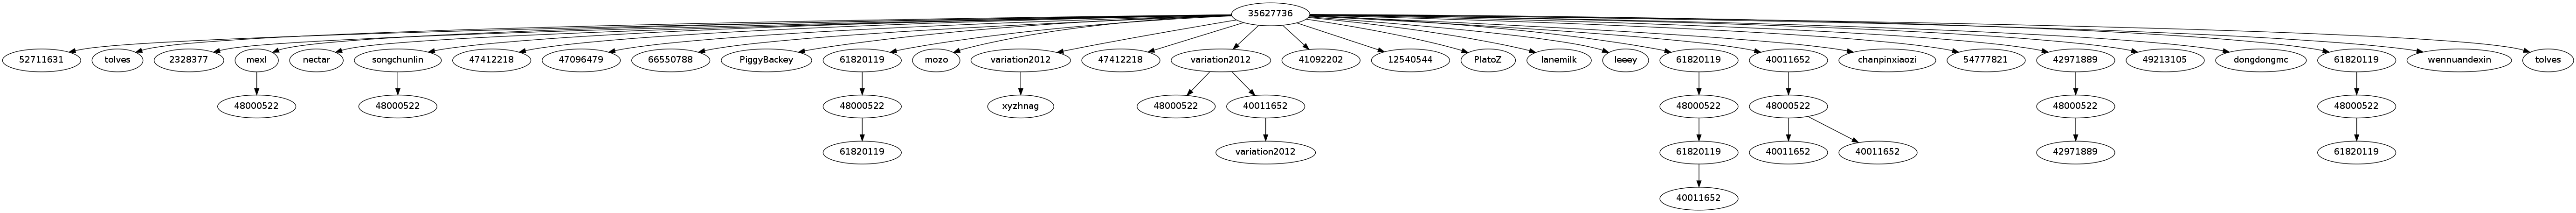 35627736
52711631 tolves 2328377 mexl nectar songchunlin 47412218 47096479 66550788 PiggyBackey 61820119 mozo variation2012 47412218 variation2012 41092202 12540544 PlatoZ lanemilk leeey 61820119 40011652 chanpinxiaozi 54777821 42971889 49213105 dongdongmc 61820119 wennuandexin tolves
48000522 48000522 48000522 xyzhnag 48000522 40011652 48000522 48000522 48000522 48000522
61820119 variation2012 61820119 40011652 40011652 42971889 61820119
40011652